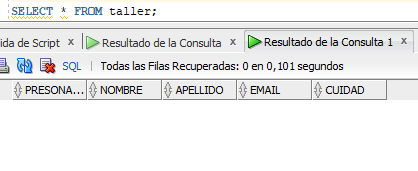 SELECT * FROM taller;
ida de Script x Resultado de la Consulta x Resultado de la Consulta 1 x
SQL | Todas las Filas Recuperadas: 0 en 0,101 segundos
PRESONA... NOMBRE APELLIDO EMAIL CUIDAD